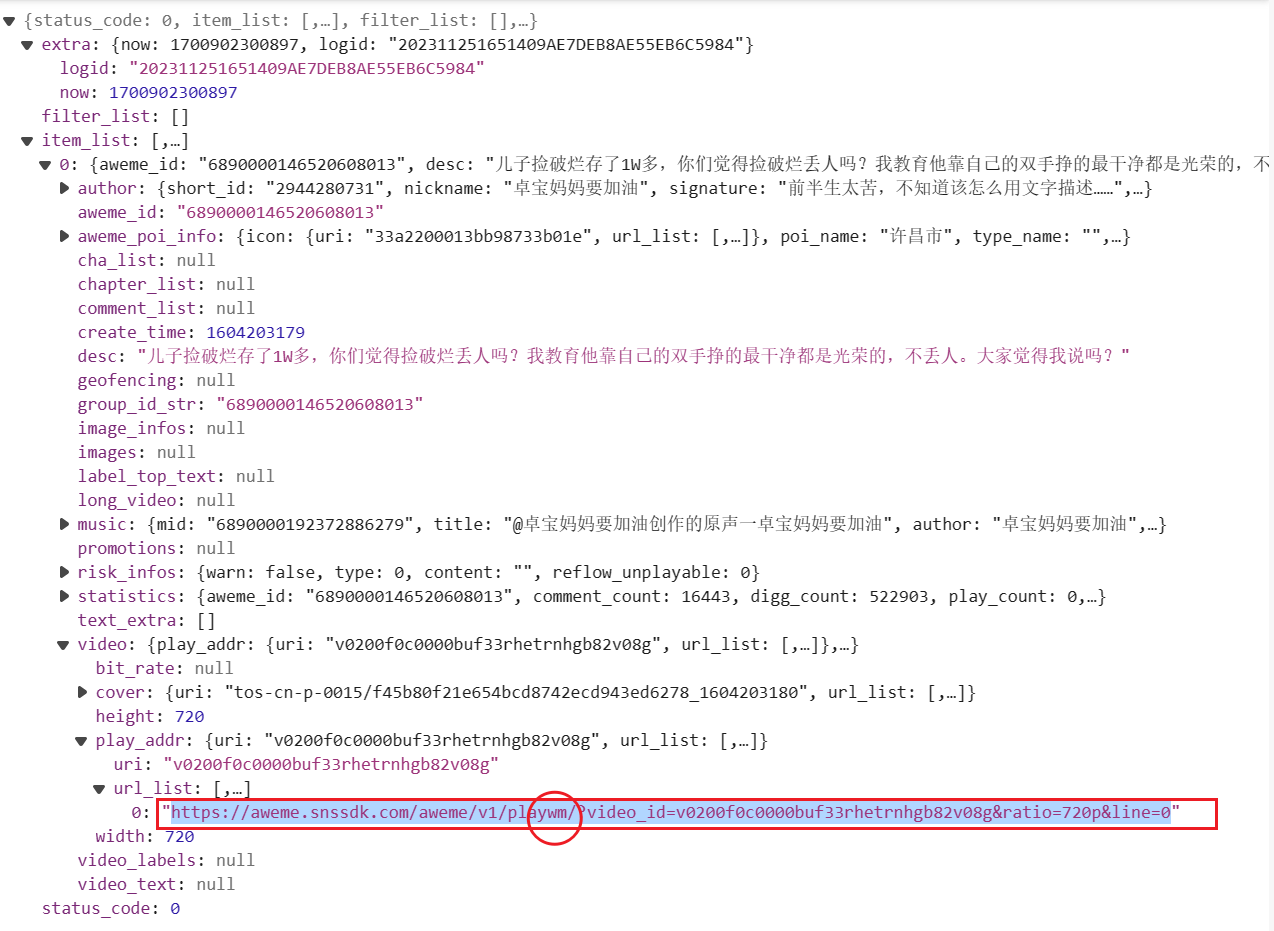 {status_code: 0, item_list: [,…], filter_list: [],…}
extra: {now: 1700902300897, logid: "202311251651409AE7DEB8AE55EB6C5984"}
logid: "202311251651409AE7DEB8AE55EB6C5984"
now: 1700902300897
filter_list: []
item_list: [,…]
0: {aweme_id: "6890000146520608013", desc: "儿子捡破烂存了1W多，你们觉得捡破烂丢人吗？我教育他靠自己的双手挣的最干净都是光荣的，不
author: {short_id: "2944280731", nickname: "卓宝妈妈要加油", signature: "前半生太苦，不知道该怎么用文字描述……",…}
aweme_id: "6890000146520608013"
aweme_poi_info: {icon: {uri: "33a2200013bb98733b01e", url_list: [,…]}, poi_name: "许昌市", type_name: "",…}
cha_list: null
chapter_list: null
comment_list: null
create_time: 1604203179
desc: "儿子捡破烂存了1W多，你们觉得捡破烂丢人吗？我教育他靠自己的双手挣的最干净都是光荣的，不丢人。大家觉得我说吗？"
geofencing: null
group_id_str: "6890000146520608013"
image_infos: null
images: null
label_top_text: null
long_video: null
music: {mid: "6890000192372886279", title: "@卓宝妈妈要加油创作的原声一卓宝妈妈要加油", author: "卓宝妈妈要加油",…}
promotions: null
risk_infos: {warn: false, type: 0, content: "", reflow_unplayable: 0}
statistics: {aweme_id: "6890000146520608013", comment_count: 16443, digg_count: 522903, play_count: 0,…}
text_extra: []
video: {play_addr: {uri: "v0200f0c0000buf33rhetrnhgb82v08g", url_list: [,…]},…}
bit_rate: null
cover: {uri: "tos-cn-p-0015/f45b80f21e654bcd8742ecd943ed6278_1604203180", url_list: [,…]}
height: 720
play_addr: {uri: "v0200f0c0000buf33rhetrnhgb82v08g", url_list: [,…]}
uri: "v0200f0c0000buf33rhetrnhgb82v08g"
url_list: [,…]
0: "https://aweme.snssdk.com/aweme/v1/playwm/?video_id=v0200f0c0000buf33rhetrnhgb82v08g&ratio=720p&line=0"
width: 720
video_labels: null
video_text: null
status_code: 0